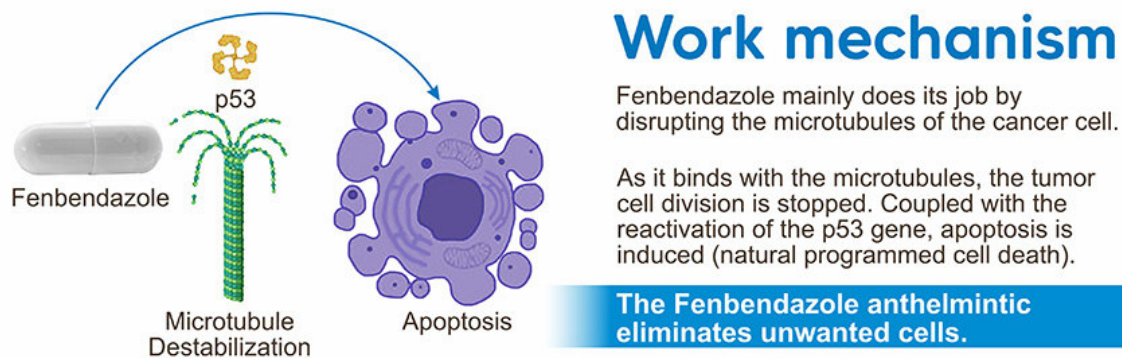 p53
Fenbendazole
Microtubule
Destabilization
Apoptosis
Work mechanism
Fenbendazole mainly does its job by
disrupting the microtubules of the cancer cell.
As it binds with the microtubules, the tumor
cell division is stopped. Coupled with the
reactivation of the p53 gene, apoptosis is
induced (natural programmed cell death).
The Fenbendazole anthelmintic
eliminates unwanted cells.